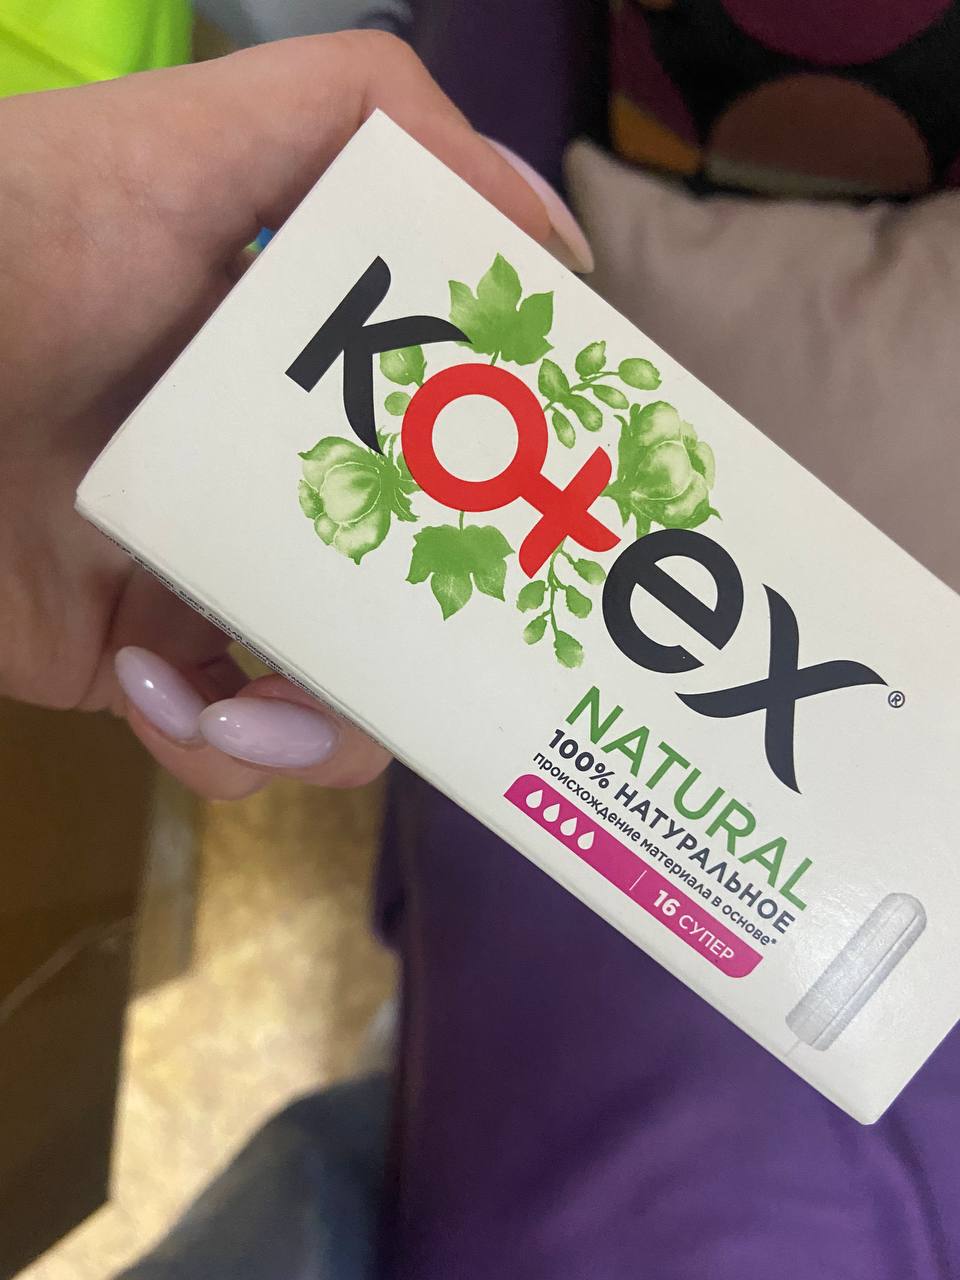 Kotex®
NATURAL
100% НАТУРАЛЬНОЕ
происхождение материала в основе*
16 СУПЕР